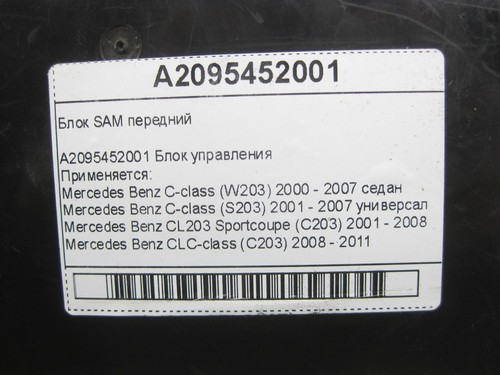 A2095452001
Блок SAM передний
A2095452001 Блок управления
Применяется:
Mercedes Benz C-class (W203) 2000 - 2007 седан
Mercedes Benz C-class (S203) 2001 - 2007 универсал
Mercedes Benz CL203 Sportcoupe (C203) 2001 - 2008
Mercedes Benz CLC-class (C203) 2008 - 2011